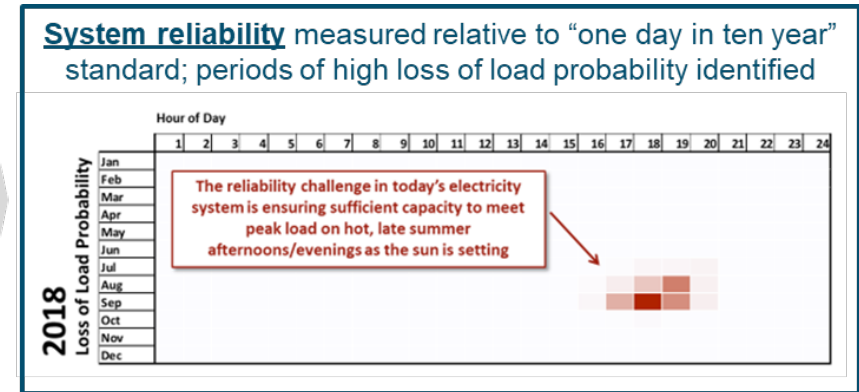 System reliability measured relative to “one day in ten year”
standard; periods of high loss of load probability identified
Hour of Day
1 2 3 4 5 6 7 8 9 10 11 12 13 14 15 16 17 18 19 20 21 22 23 24
2018
Loss of Load Probability
Jan
Feb
Mar
Apr
May
Jun
Jul
Aug
Sep
Oct
Nov
Dec
The reliability challenge in today’s electricity
system is ensuring sufficient capacity to meet
peak load on hot, late summer
afternoons/evenings as the sun is setting